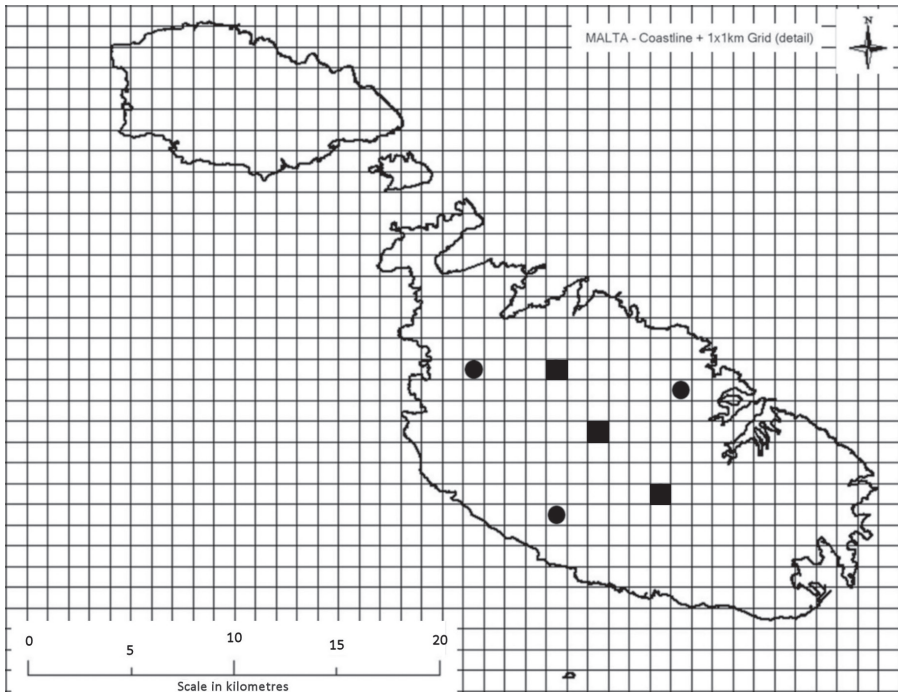 MALTA - Coastline + 1x1km Grid (detail)
N
0 5 10 15 20
Scale in kilometres